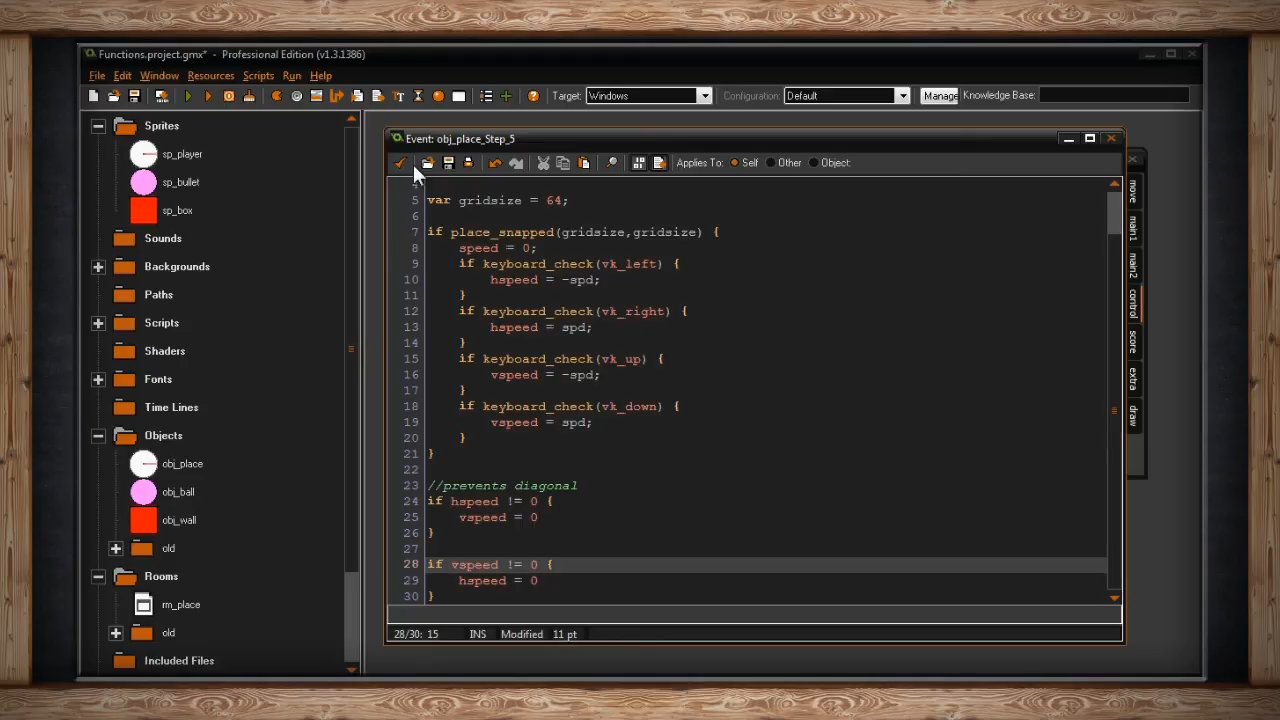 Functions.project.gmx* - Professional Edition (v1.3.1386)
File Edit Window Resources Scripts Run Help
Target: Windows Configuration: Default Manage Knowledge Base:
Sprites
sp_player
sp_bullet
sp_box
Sounds
Backgrounds
Paths
Scripts
Shaders
Fonts
Time Lines
Objects
obj_place
obj_ball
obj_wall
old
Rooms
rm_place
old
Included Files
Event: obj_place_Step_5
Applies To: Self Other Object:
5 var gridsize = 64;
6
7 if place_snapped(gridsize,gridsize) {
8 speed = 0;
9 if keyboard_check(vk_left) {
10 hspeed = -spd;
11 }
12 if keyboard_check(vk_right) {
13 hspeed = spd;
14 }
15 if keyboard_check(vk_up) {
16 vspeed = -spd;
17 }
18 if keyboard_check(vk_down) {
19 vspeed = spd;
20 }
21 }
22
23 //prevents diagonal
24 if hspeed != 0 {
25 vspeed = 0
26 }
27
28 if vspeed != 0 {
29 hspeed = 0
30 }
28/30: 15 INS Modified 11 pt
move
main1
main2
control
score
extra
draw